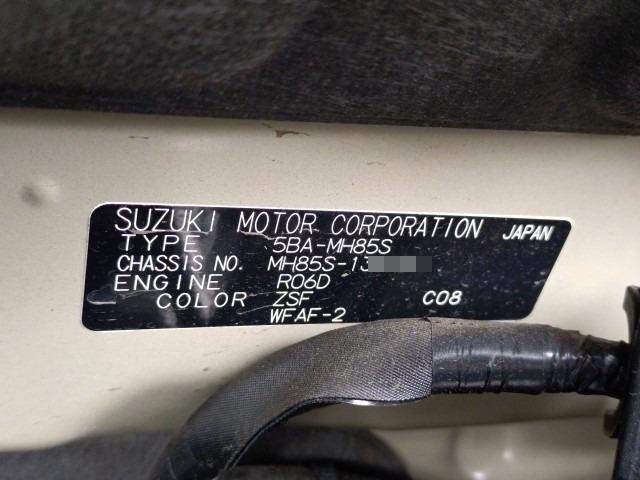 SUZUKI MOTOR CORPORATION JAPAN
TYPE 5BA-MH85S
CHASSIS NO. MH85S-13
ENGINE R06D
COLOR ZSF C08
WFAF-2